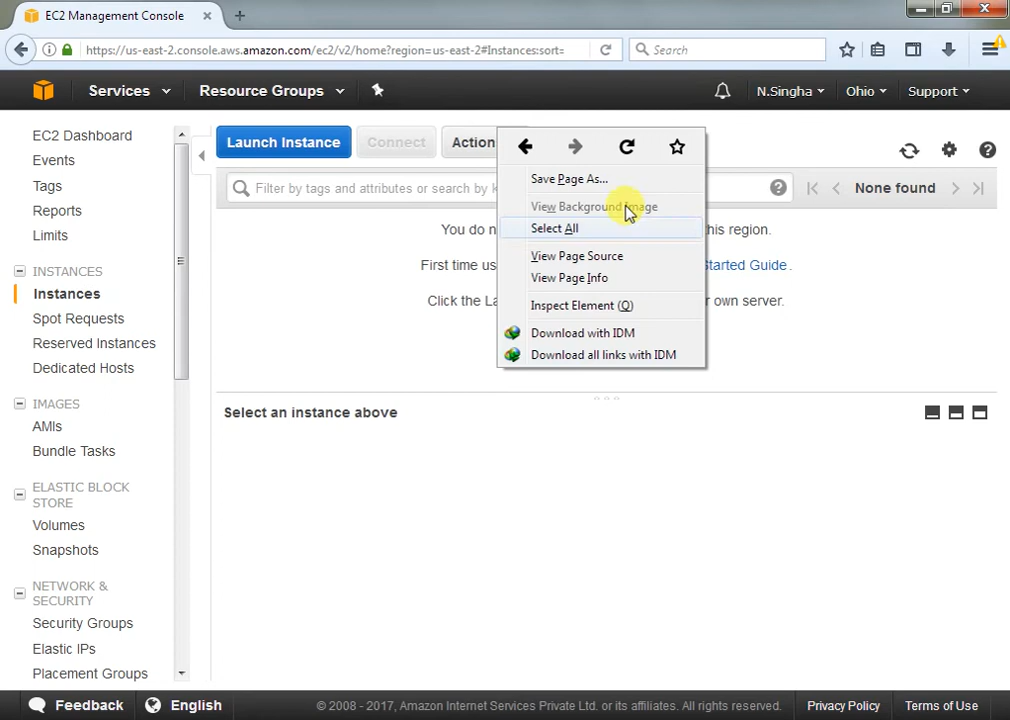 EC2 Management Console
https://us-east-2.console.aws.amazon.com/ec2/v2/home?region=us-east-2#Instances:sort=
Search
Services
Resource Groups
N.Singha
Ohio
Support
EC2 Dashboard
Events
Tags
Reports
Limits
INSTANCES
Instances
Spot Requests
Reserved Instances
Dedicated Hosts
IMAGES
AMIs
Bundle Tasks
ELASTIC BLOCK
STORE
Volumes
Snapshots
NETWORK &
SECURITY
Security Groups
Elastic IPs
Placement Groups
Launch Instance
Connect
Action
Filter by tags and attributes or search by k
None found
You do n
his region.
First time us
Started Guide.
Click the La
r own server.
Save Page As...
View Background Image
Select All
View Page Source
View Page Info
Inspect Element (Q)
Download with IDM
Download all links with IDM
Select an instance above
Feedback
English
© 2008 - 2017, Amazon Internet Services Private Ltd. or its affiliates. All rights reserved.
Privacy Policy
Terms of Use